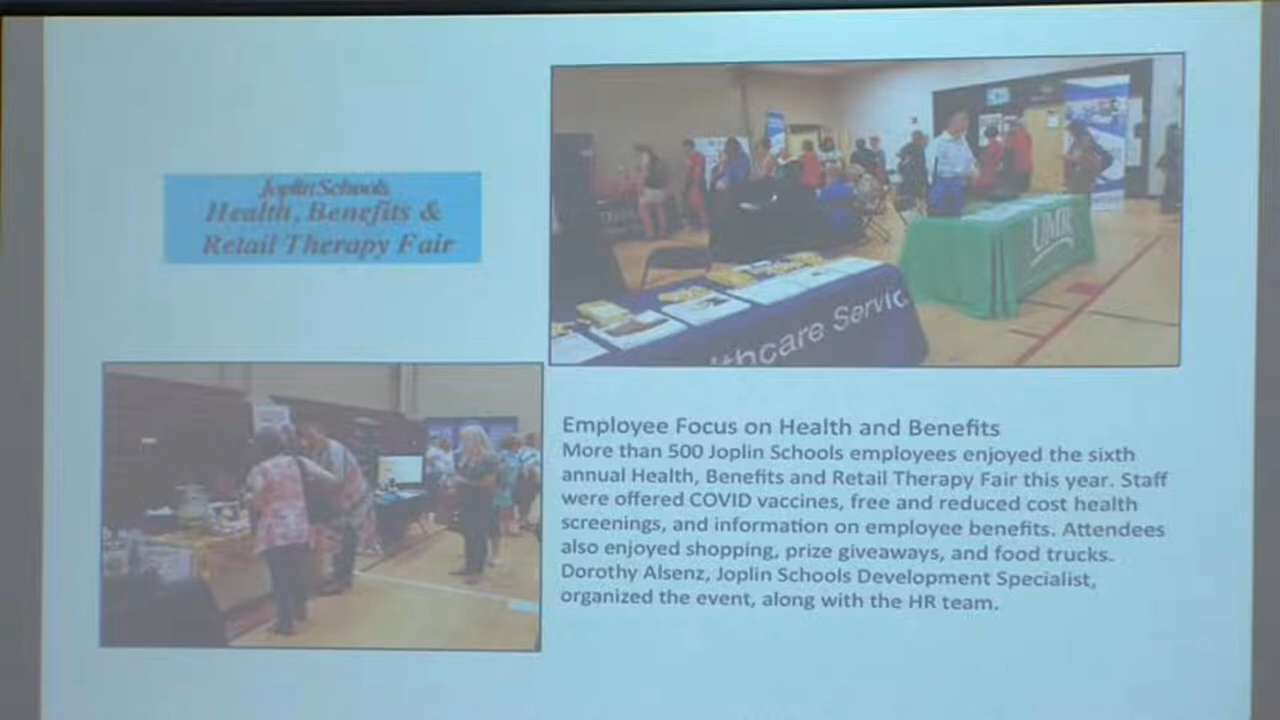 Joplin Schools
Health, Benefits &
Retail Therapy Fair
UMR
lthcare Servic
Employee Focus on Health and Benefits
More than 500 Joplin Schools employees enjoyed the sixth
annual Health, Benefits and Retail Therapy Fair this year. Staff
were offered COVID vaccines, free and reduced cost health
screenings, and information on employee benefits. Attendees
also enjoyed shopping, prize giveaways, and food trucks.
Dorothy Alsenz, Joplin Schools Development Specialist,
organized the event, along with the HR team.